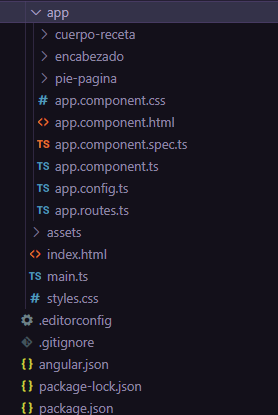 app
cuerpo-receta
encabezado
pie-pagina
# app.component.css
<> app.component.html
TS app.component.spec.ts
TS app.component.ts
TS app.config.ts
TS app.routes.ts
assets
<> index.html
TS main.ts
# styles.css
.editorconfig
.gitignore
{} angular.json
{} package-lock.json
{} package.json